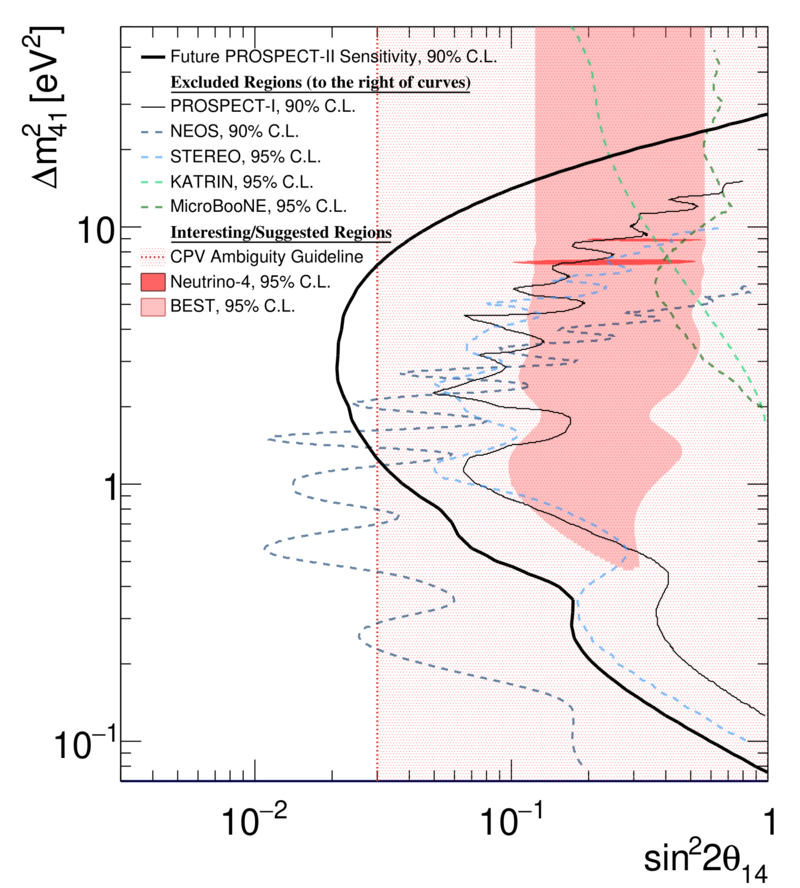 Δm²₄₁ [eV²]
Future PROSPECT-II Sensitivity, 90% C.L.
Excluded Regions (to the right of curves)
PROSPECT-I, 90% C.L.
NEOS, 90% C.L.
STEREO, 95% C.L.
KATRIN, 95% C.L.
MicroBooNE, 95% C.L.
Interesting/Suggested Regions
CPV Ambiguity Guideline
Neutrino-4, 95% C.L.
BEST, 95% C.L.
10
1
10⁻¹
10⁻² 10⁻¹ 1
sin²2θ₁₄